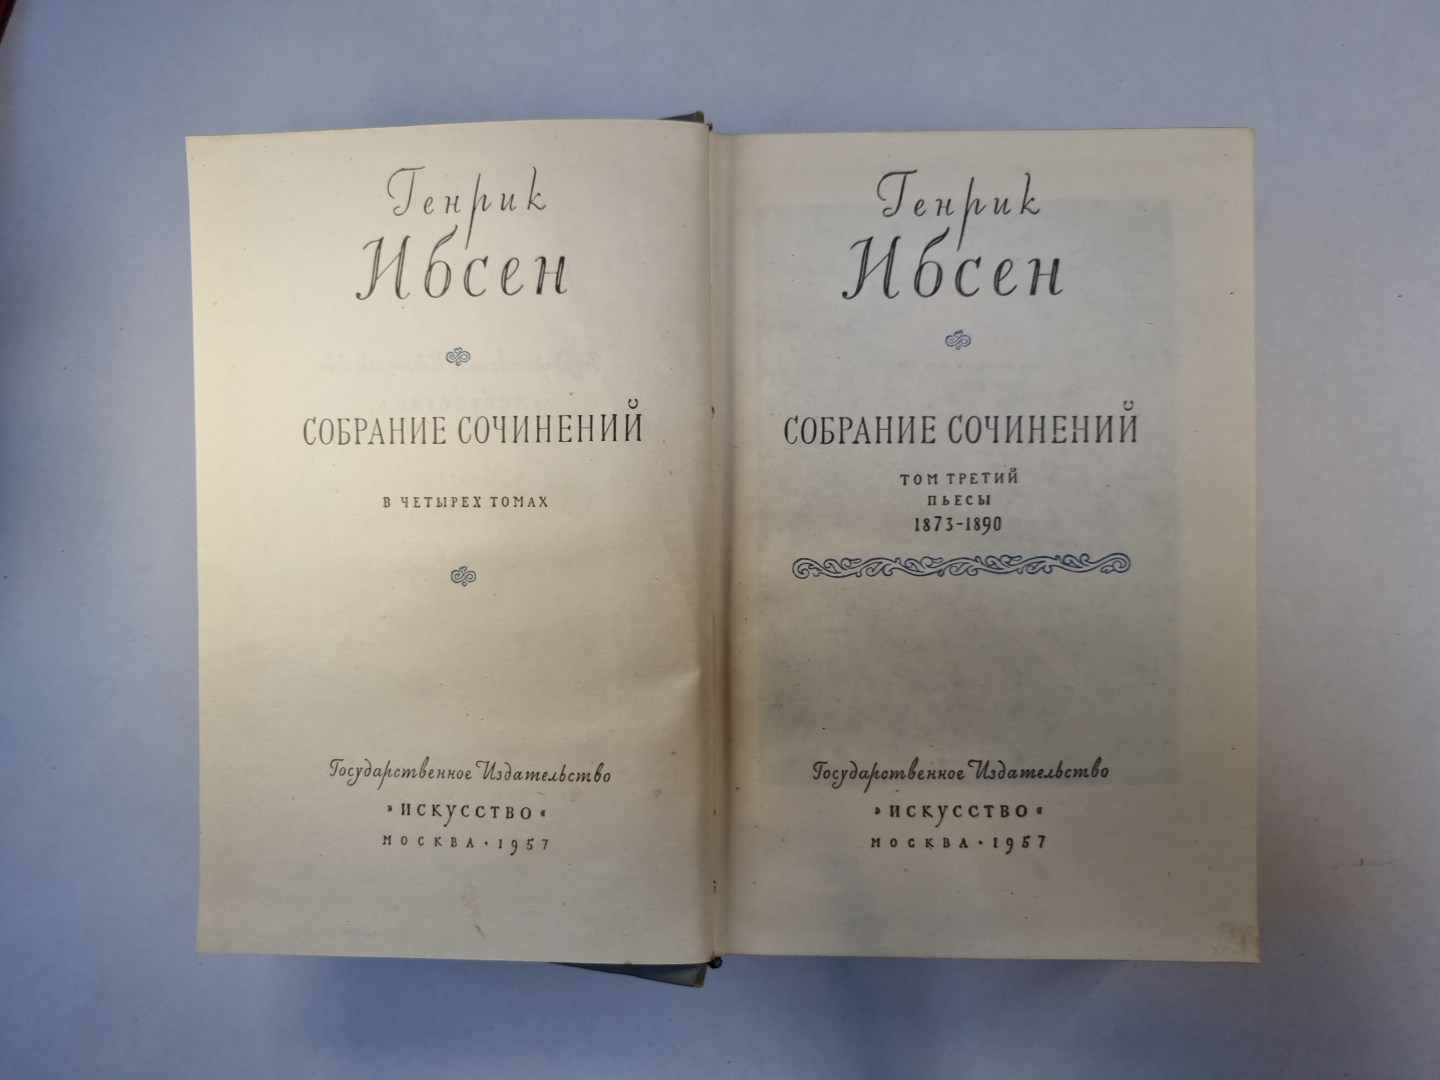 Генрик
Ибсен
СОБРАНИЕ СОЧИНЕНИЙ
В ЧЕТЫРЕХ ТОМАХ
Государственное Издательство
»ИСКУССТВО«
МОСКВА · 1957
Генрик
Ибсен
СОБРАНИЕ СОЧИНЕНИЙ
ТОМ ТРЕТИЙ
ПЬЕСЫ
1873-1890
Государственное Издательство
»ИСКУССТВО«
МОСКВА · 1957